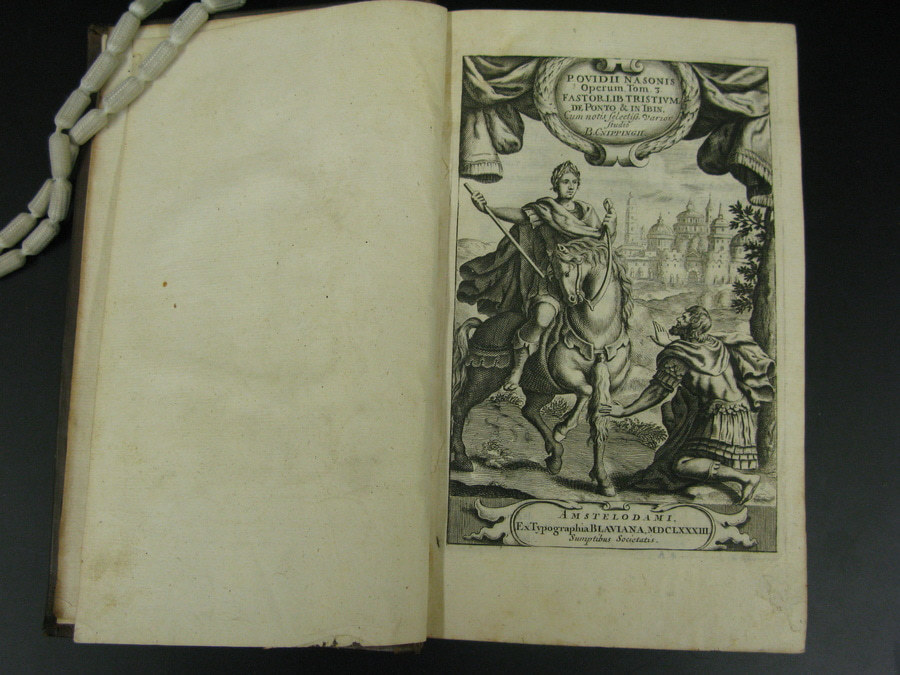 P OVIDII NASONIS
Operum Tom 3
FASTOR. LIB TRISTIUM,
DE PONTO & IN IBIN.
Cum notis selectiss. Varior.
studio
B. CNIPPINGII.
AMSTELODAMI,
Ex Typographia BLAVIANA, MDCLXXXIII
Sumptibus Societatis.